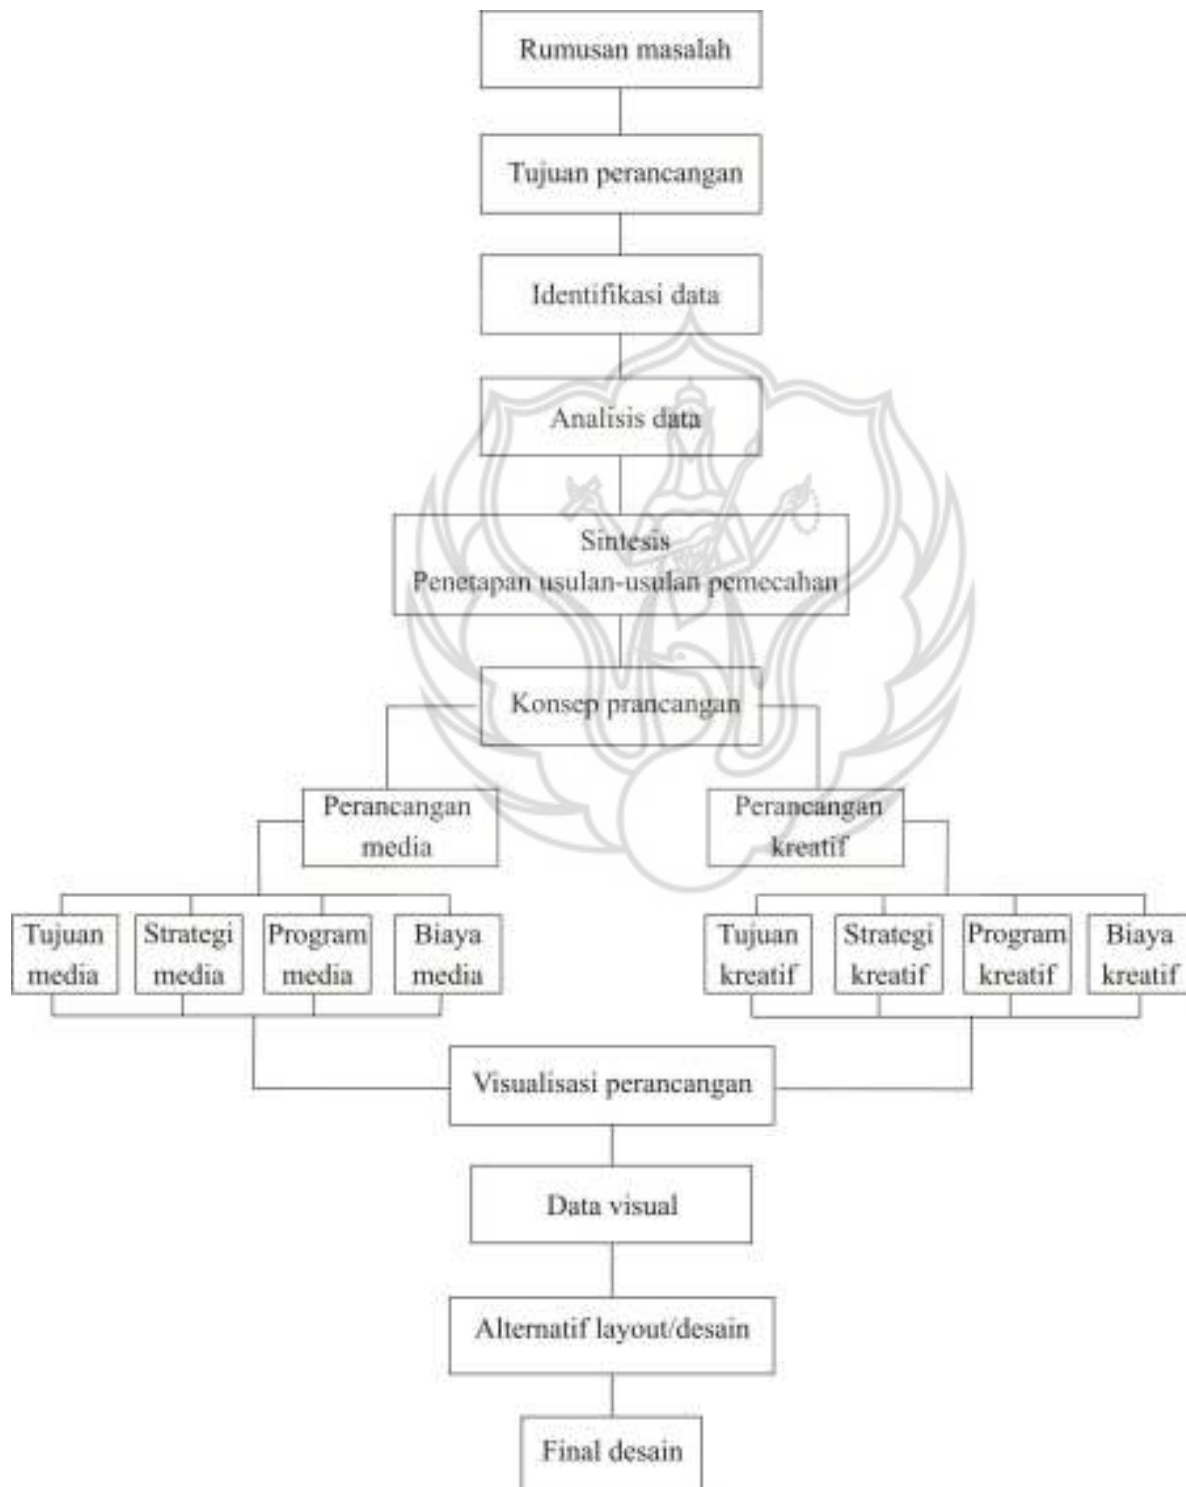 Rumusan masalah
Tujuan perancangan
Identifikasi data
Analisis data
Sintesis
Penetapan usulan-usulan pemecahan
Konsep prancangan
Perancangan
media
Perancangan
kreatif
Tujuan
media
Strategi
media
Program
media
Biaya
media
Tujuan
kreatif
Strategi
kreatif
Program
kreatif
Biaya
kreatif
Visualisasi perancangan
Data visual
Alternatif layout/desain
Final desain